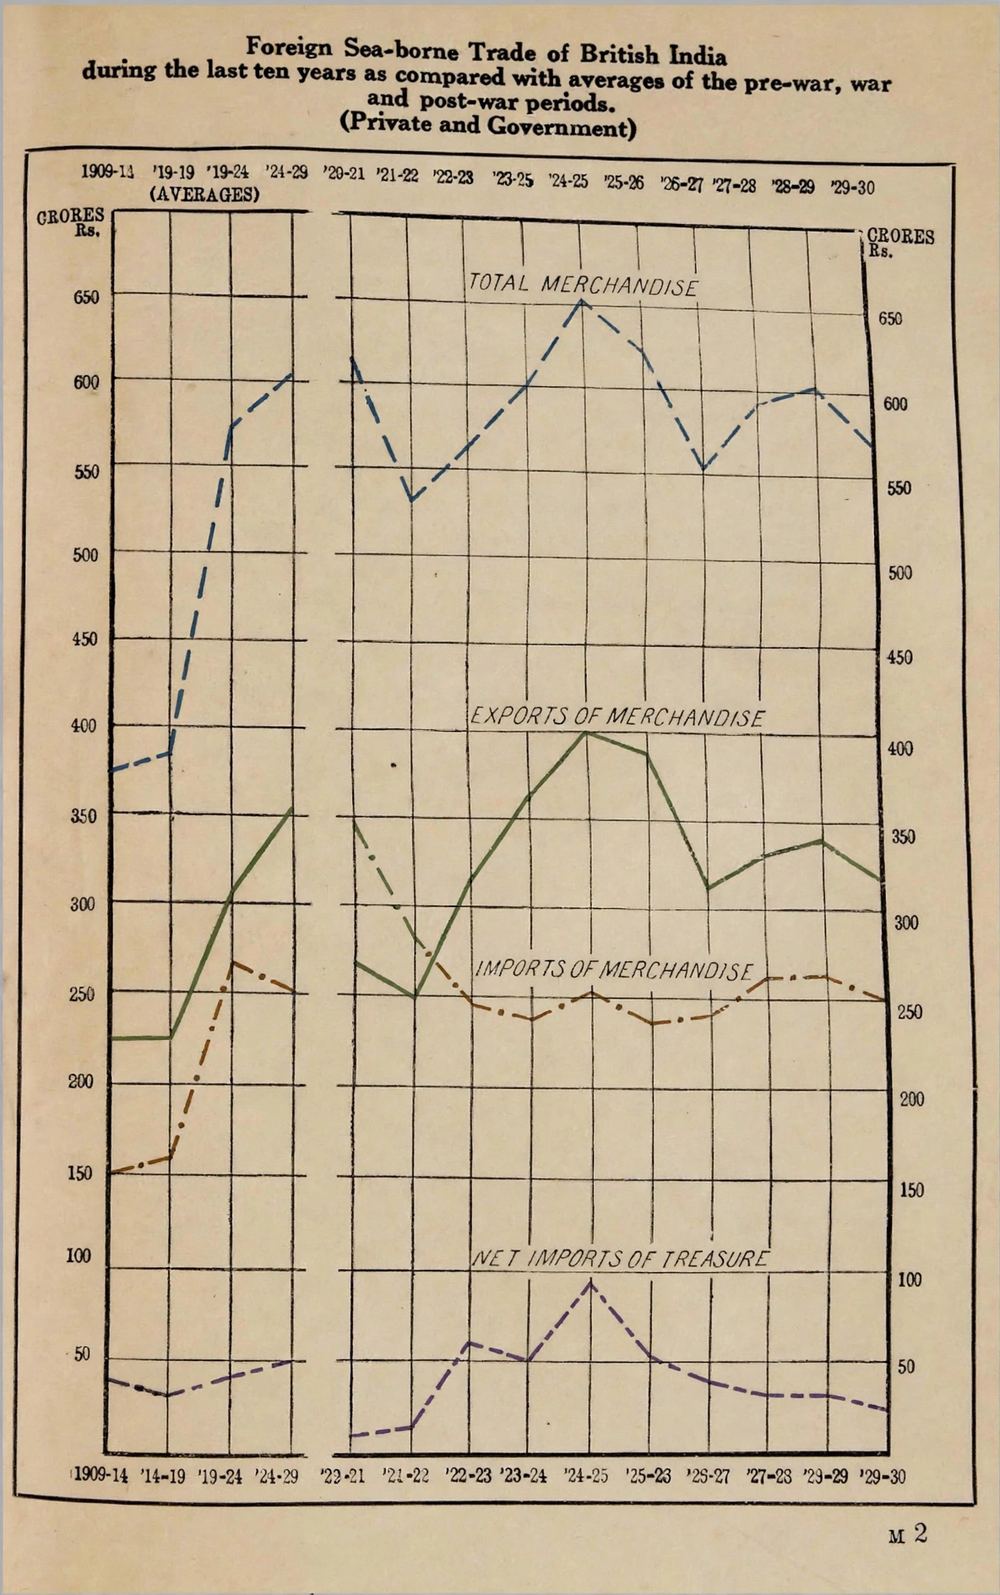 Foreign Sea-borne Trade of British India
during the last ten years as compared with averages of the pre-war, war
and post-war periods.
(Private and Government)
1909-14 '19-19 '19-24 '24-29 '20-21 '21-22 '22-23 '23-25 '24-25 '25-26 '26-27 '27-28 '28-29 '29-30
(AVERAGES)
CRORES
Rs.
CRORES
Rs.
TOTAL MERCHANDISE
650
650
600
600
550
550
500
500
450
450
EXPORTS OF MERCHANDISE
400
400
350
350
300
300
IMPORTS OF MERCHANDISE
250
250
200
200
150
150
NET IMPORTS OF TREASURE
100
100
50
50
1909-14 '14-19 '19-24 '24-29 '22-21 '21-22 '22-23 '23-24 '24-25 '25-23 '26-27 '27-23 '23-29 '29-30
M 2